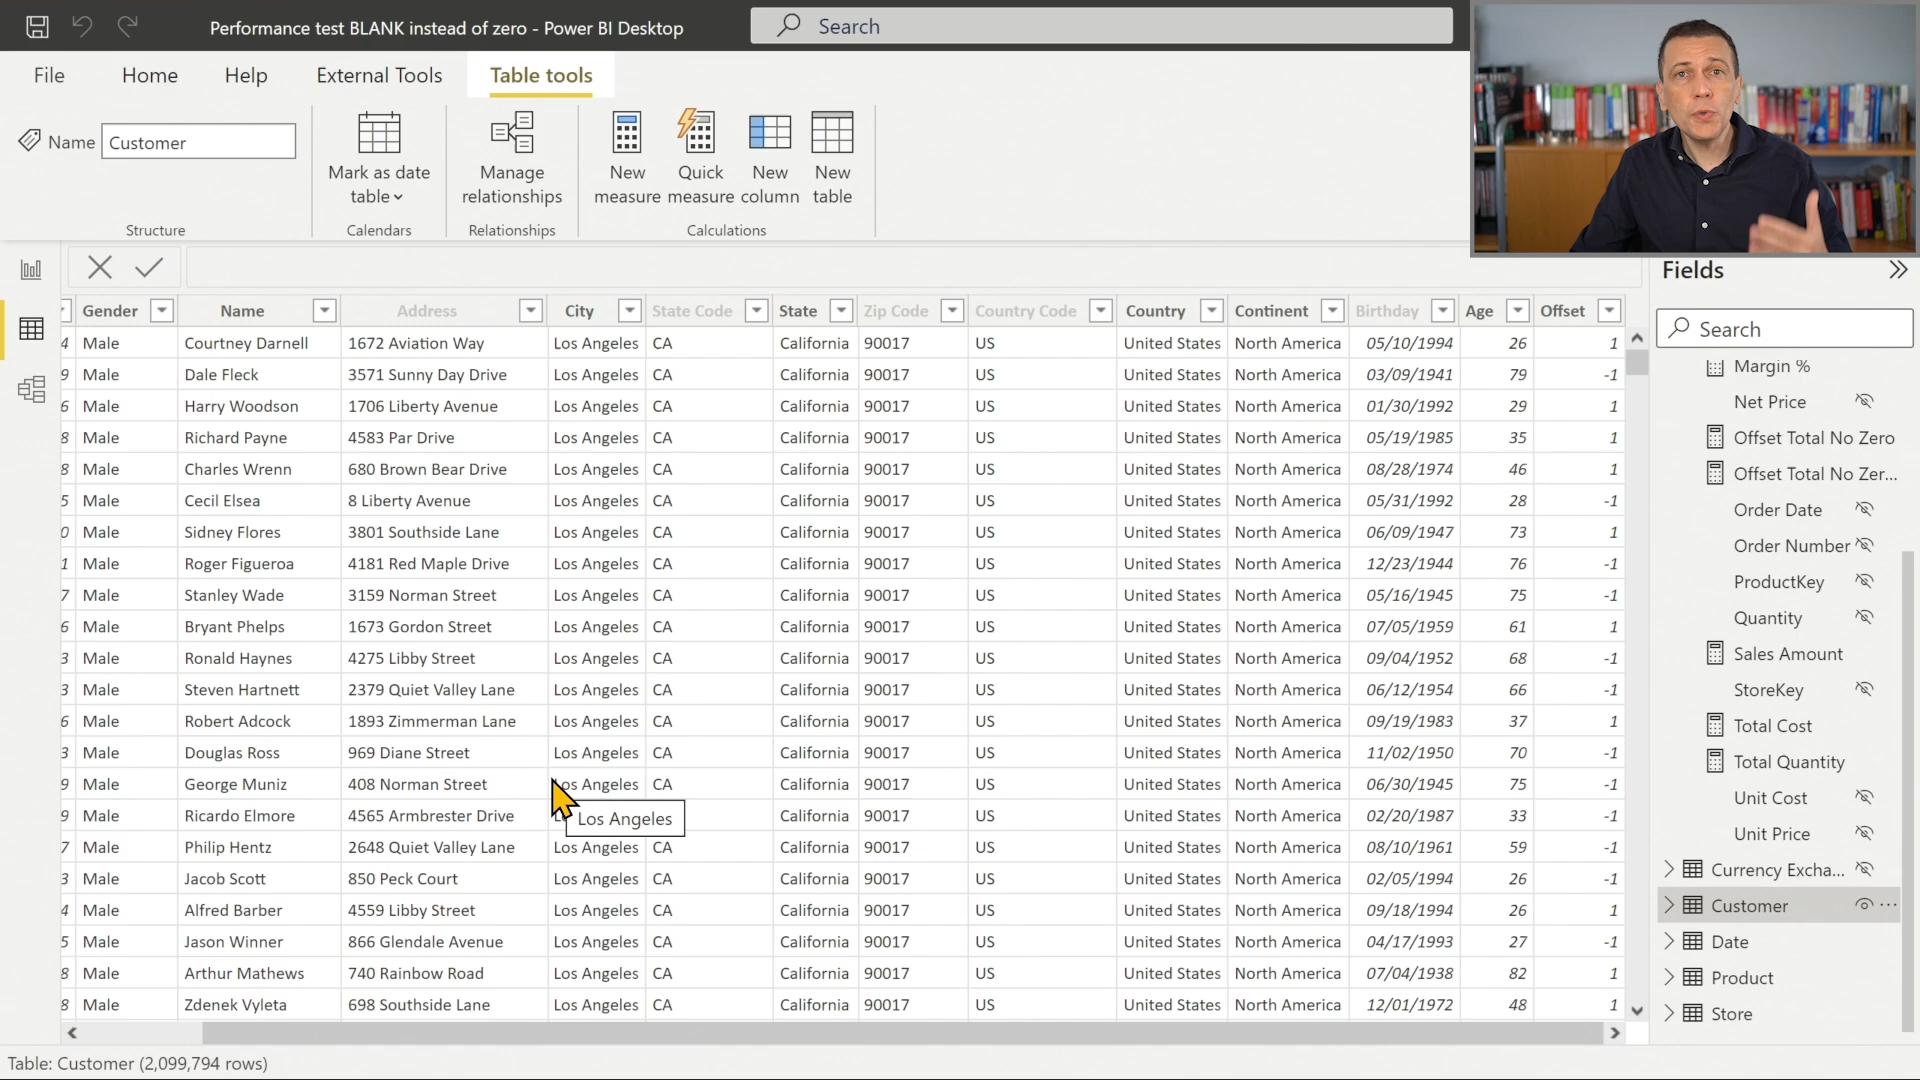 Performance test BLANK instead of zero - Power BI Desktop
Search
File Home Help External Tools Table tools
Name Customer
Mark as date table
Manage relationships
New measure
Quick measure
New column
New table
Structure Calendars Relationships Calculations
Gender Name Address City State Code State Zip Code Country Code Country Continent Birthday Age Offset
4 Male Courtney Darnell 1672 Aviation Way Los Angeles CA California 90017 US United States North America 05/10/1994 26 1
9 Male Dale Fleck 3571 Sunny Day Drive Los Angeles CA California 90017 US United States North America 03/09/1941 79 -1
6 Male Harry Woodson 1706 Liberty Avenue Los Angeles CA California 90017 US United States North America 01/30/1992 29 1
8 Male Richard Payne 4583 Par Drive Los Angeles CA California 90017 US United States North America 05/19/1985 35 1
8 Male Charles Wrenn 680 Brown Bear Drive Los Angeles CA California 90017 US United States North America 08/28/1974 46 1
5 Male Cecil Elsea 8 Liberty Avenue Los Angeles CA California 90017 US United States North America 05/31/1992 28 -1
0 Male Sidney Flores 3801 Southside Lane Los Angeles CA California 90017 US United States North America 06/09/1947 73 1
1 Male Roger Figueroa 4181 Red Maple Drive Los Angeles CA California 90017 US United States North America 12/23/1944 76 -1
7 Male Stanley Wade 3159 Norman Street Los Angeles CA California 90017 US United States North America 05/16/1945 75 -1
6 Male Bryant Phelps 1673 Gordon Street Los Angeles CA California 90017 US United States North America 07/05/1959 61 1
3 Male Ronald Haynes 4275 Libby Street Los Angeles CA California 90017 US United States North America 09/04/1952 68 -1
3 Male Steven Hartnett 2379 Quiet Valley Lane Los Angeles CA California 90017 US United States North America 06/12/1954 66 -1
6 Male Robert Adcock 1893 Zimmerman Lane Los Angeles CA California 90017 US United States North America 09/19/1983 37 1
3 Male Douglas Ross 969 Diane Street Los Angeles CA California 90017 US United States North America 11/02/1950 70 -1
9 Male George Muniz 408 Norman Street Los Angeles CA California 90017 US United States North America 06/30/1945 75 -1
9 Male Ricardo Elmore 4565 Armbrester Drive Los Angeles California 90017 US United States North America 02/20/1987 33 -1
7 Male Philip Hentz 2648 Quiet Valley Lane Los Angeles CA California 90017 US United States North America 08/10/1961 59 -1
3 Male Jacob Scott 850 Peck Court Los Angeles CA California 90017 US United States North America 02/05/1994 26 -1
4 Male Alfred Barber 4559 Libby Street Los Angeles CA California 90017 US United States North America 09/18/1994 26 1
5 Male Jason Winner 866 Glendale Avenue Los Angeles CA California 90017 US United States North America 04/17/1993 27 -1
8 Male Arthur Mathews 740 Rainbow Road Los Angeles CA California 90017 US United States North America 07/04/1938 82 1
8 Male Zdenek Vyleta 698 Southside Lane Los Angeles CA California 90017 US United States North America 12/01/1972 48 1
Table: Customer (2,099,794 rows)
Fields
Search
Margin %
Net Price
Offset Total No Zero
Offset Total No Zer...
Order Date
Order Number
ProductKey
Quantity
Sales Amount
StoreKey
Total Cost
Total Quantity
Unit Cost
Unit Price
Currency Excha...
Customer
Date
Product
Store